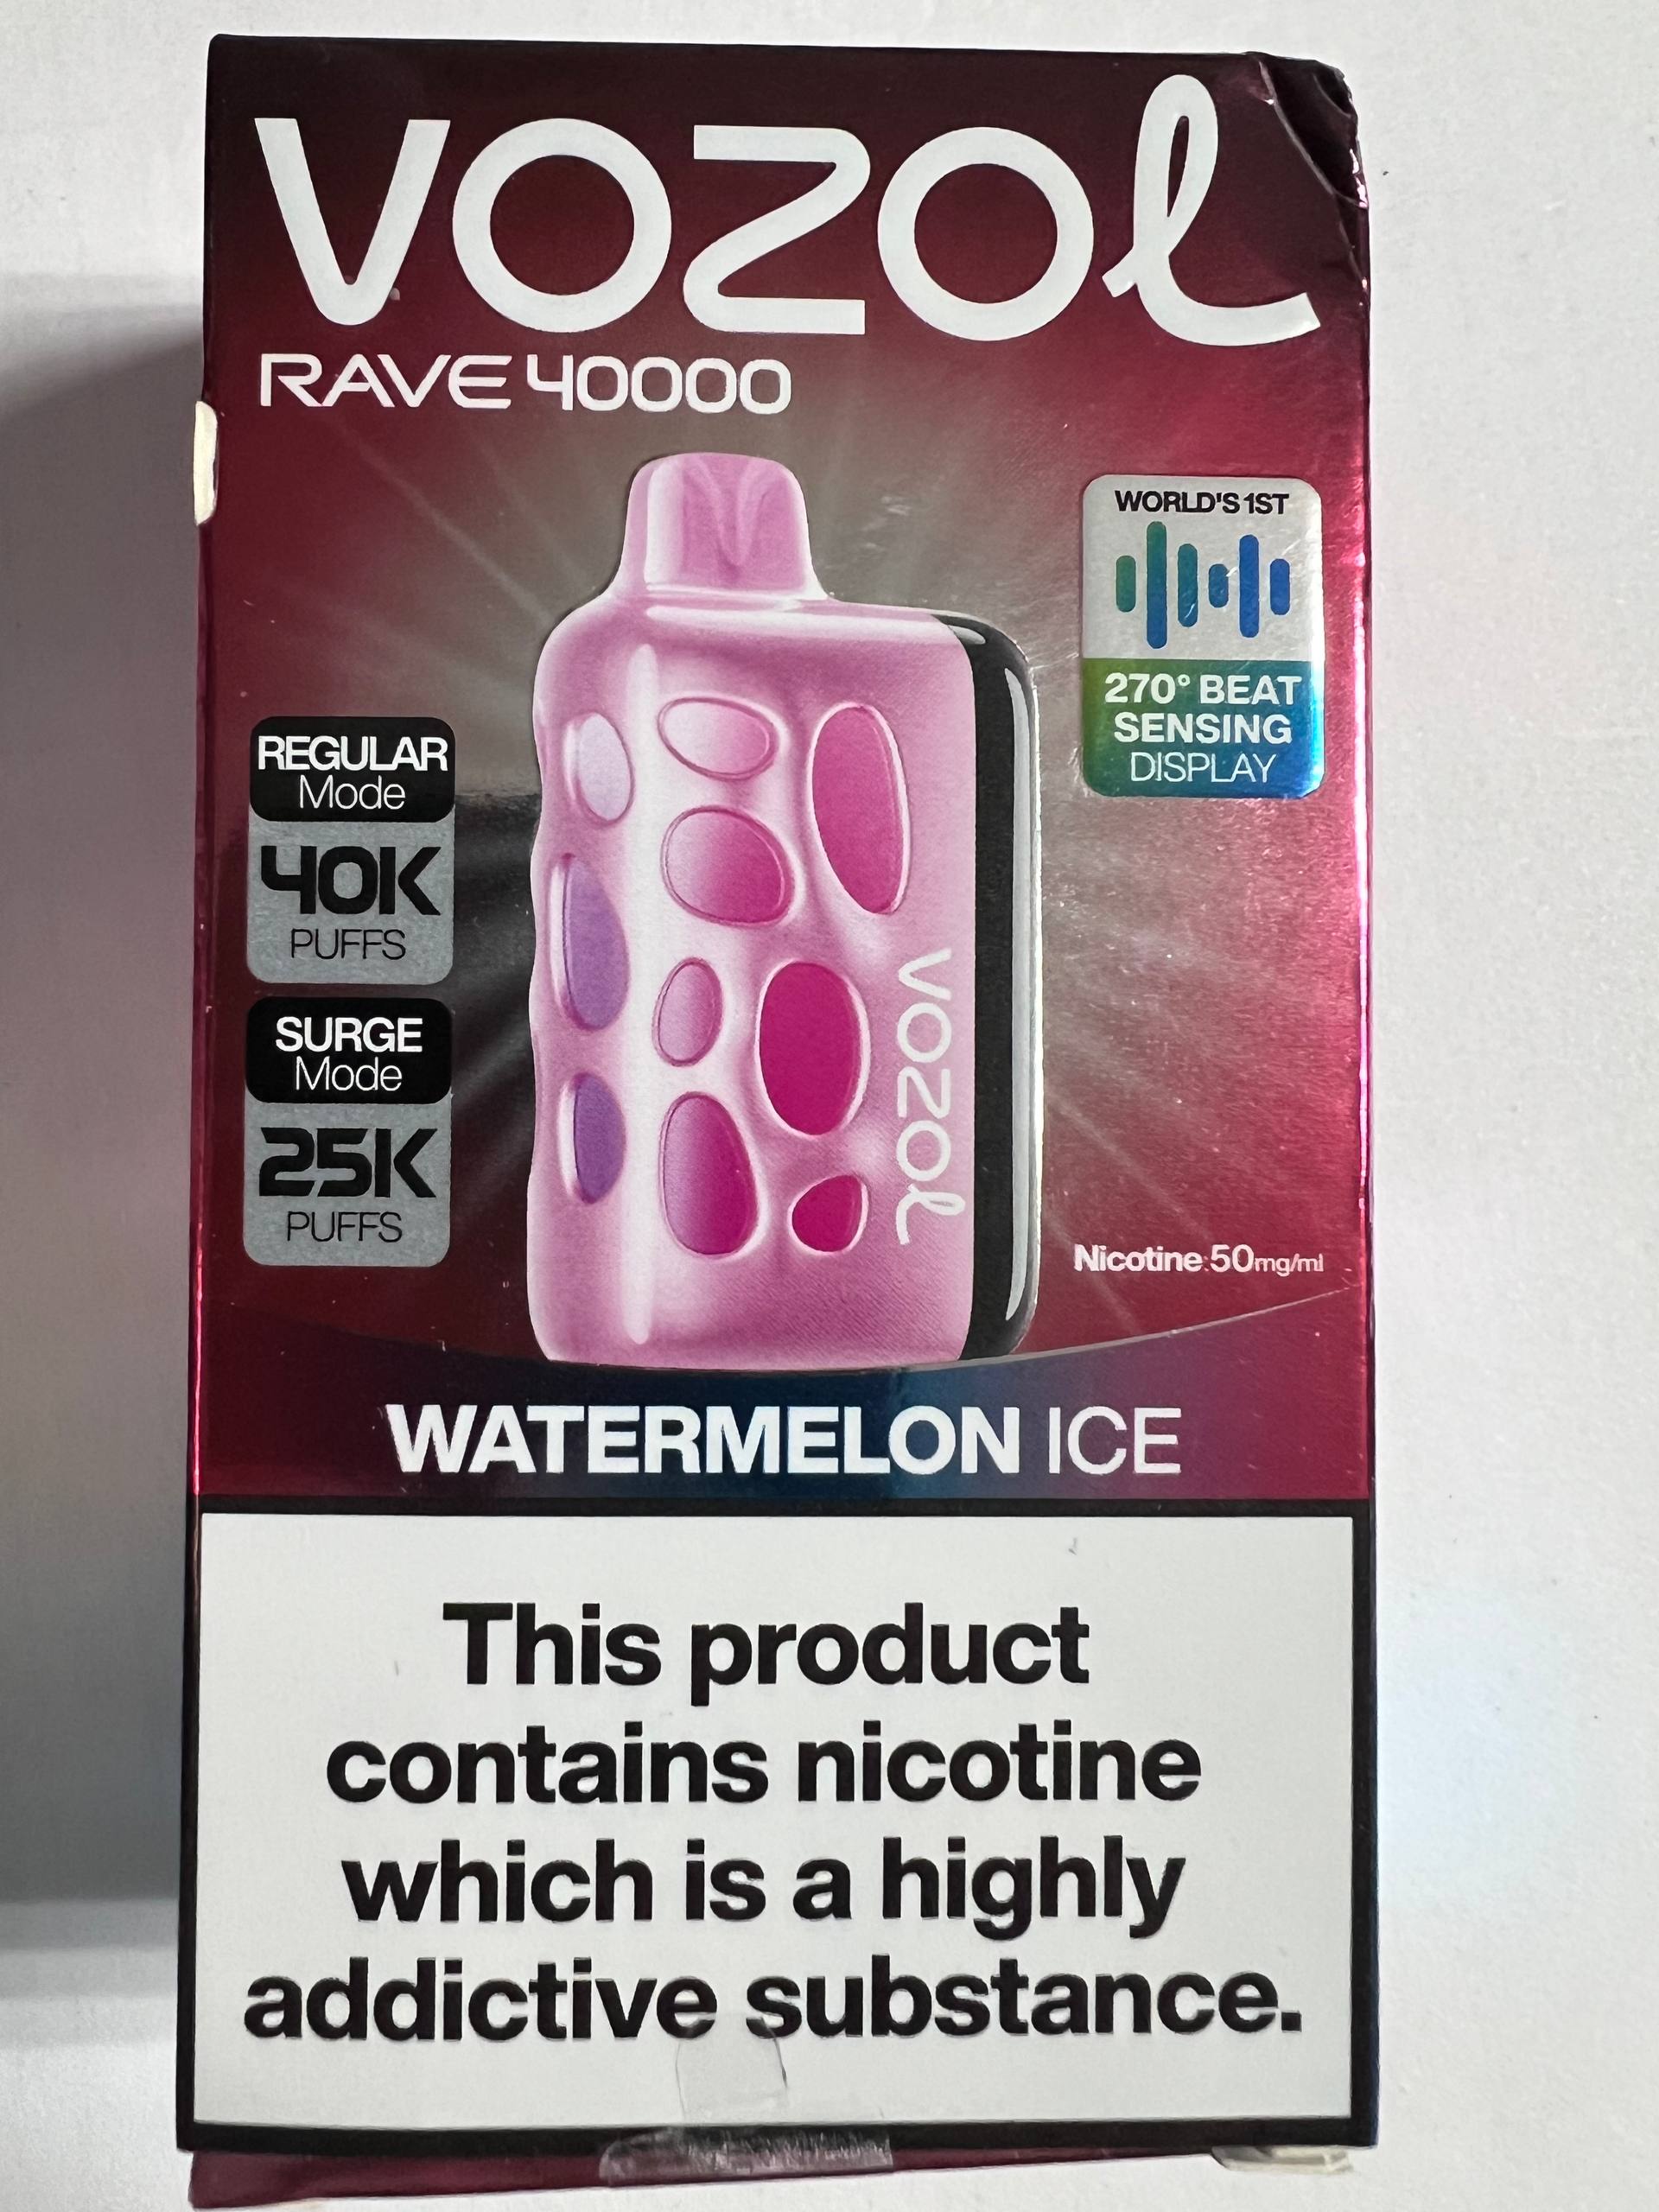 VOZOL
RAVE 40000
WORLD'S 1ST
270° BEAT
SENSING
DISPLAY
REGULAR
Mode
40K
PUFFS
SURGE
Mode
25K
PUFFS
VOZOL
Nicotine:50mg/ml
WATERMELON ICE
This product
contains nicotine
which is a highly
addictive substance.